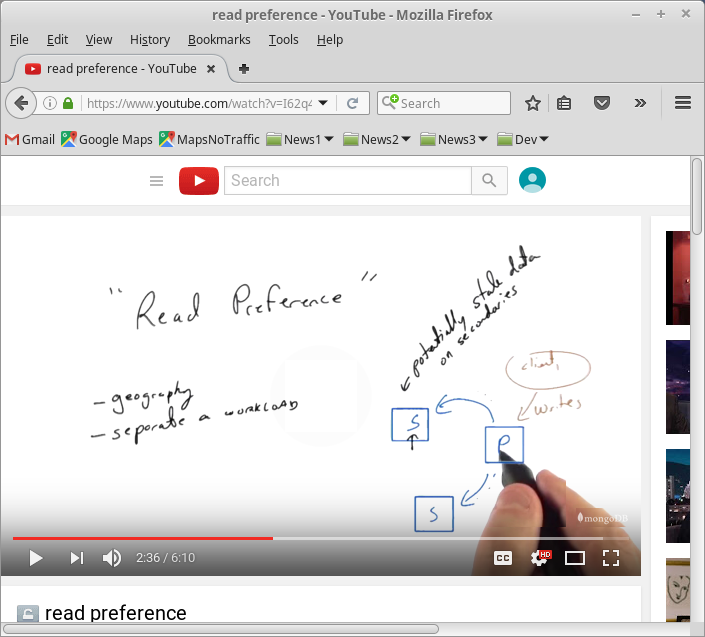 read preference - YouTube - Mozilla Firefox
File Edit View History Bookmarks Tools Help
read preference - YouTube
https://www.youtube.com/watch?v=I62q4
Search
Gmail Google Maps MapsNoTraffic News1 News2 News3 Dev
Search
"Read Preference"
potentially stale data
on secondaries
- geography
- separate a workload
client
writes
S
P
S
mongoDB
2:36 / 6:10
CC
HD
read preference